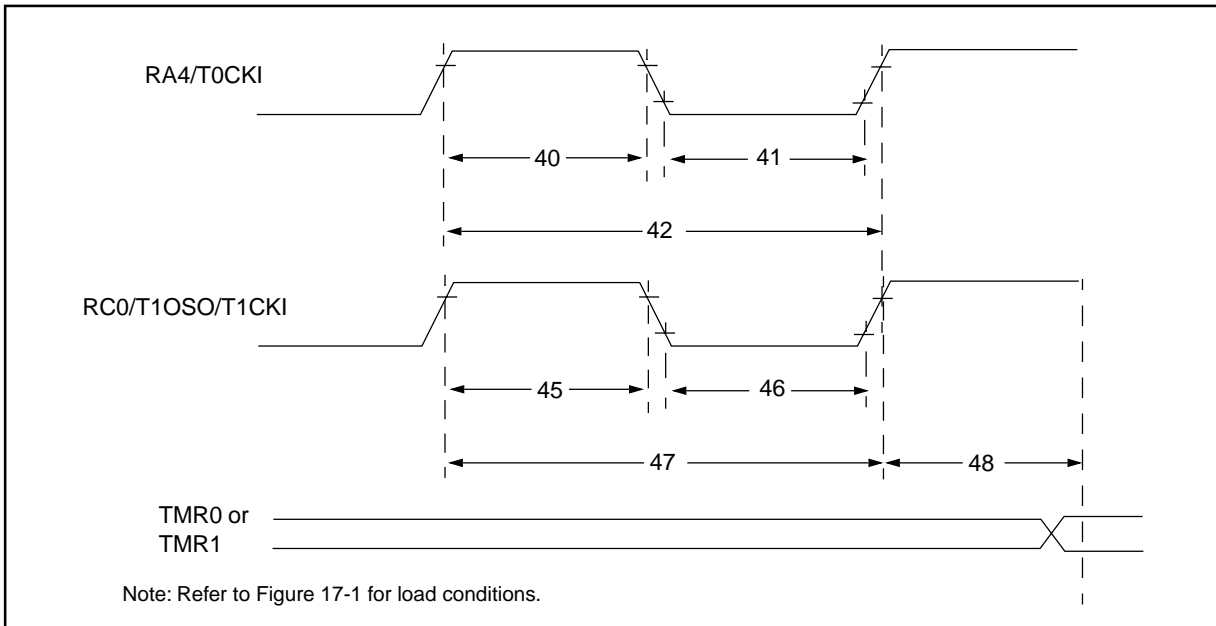 RA4/T0CKI
40
41
42
RC0/T1OSO/T1CKI
45
46
47
48
TMR0 or
TMR1
Note: Refer to Figure 17-1 for load conditions.